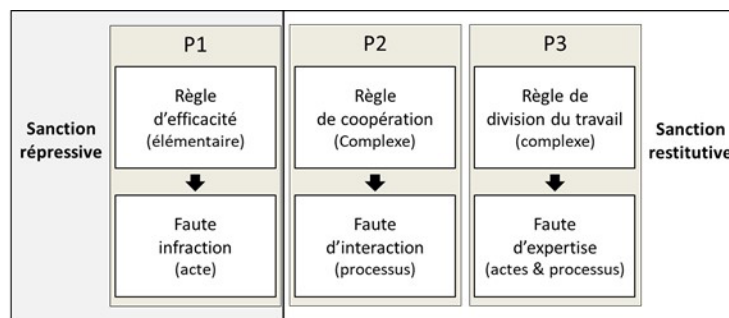 P1
P2
P3
Sanction
répressive
Règle
d'efficacité
(élémentaire)
Règle
de coopération
(Complexe)
Règle de
division du travail
(complexe)
Sanction
restitutive
Faute
infraction
(acte)
Faute
d'interaction
(processus)
Faute
d'expertise
(actes & processus)